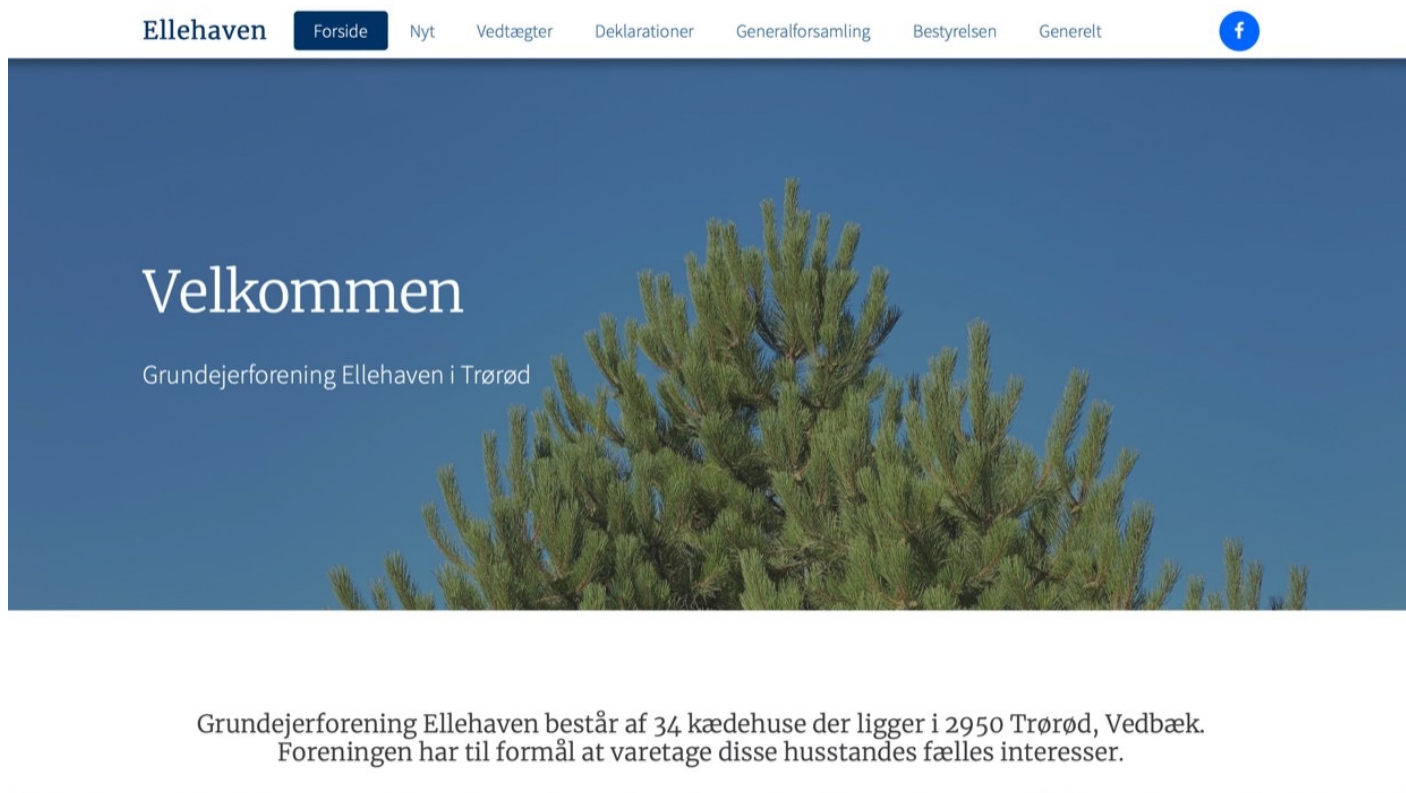 Ellehaven Forside Nyt Vedtægter Deklarationer Generalforsamling Bestyrelsen Generelt f
Velkommen
Grundejerforening Ellehaven i Trørød
Grundejerforening Ellehaven består af 34 kædehuse der ligger i 2950 Trørød, Vedbæk.
Foreningen har til formål at varetage disse husstandes fælles interesser.